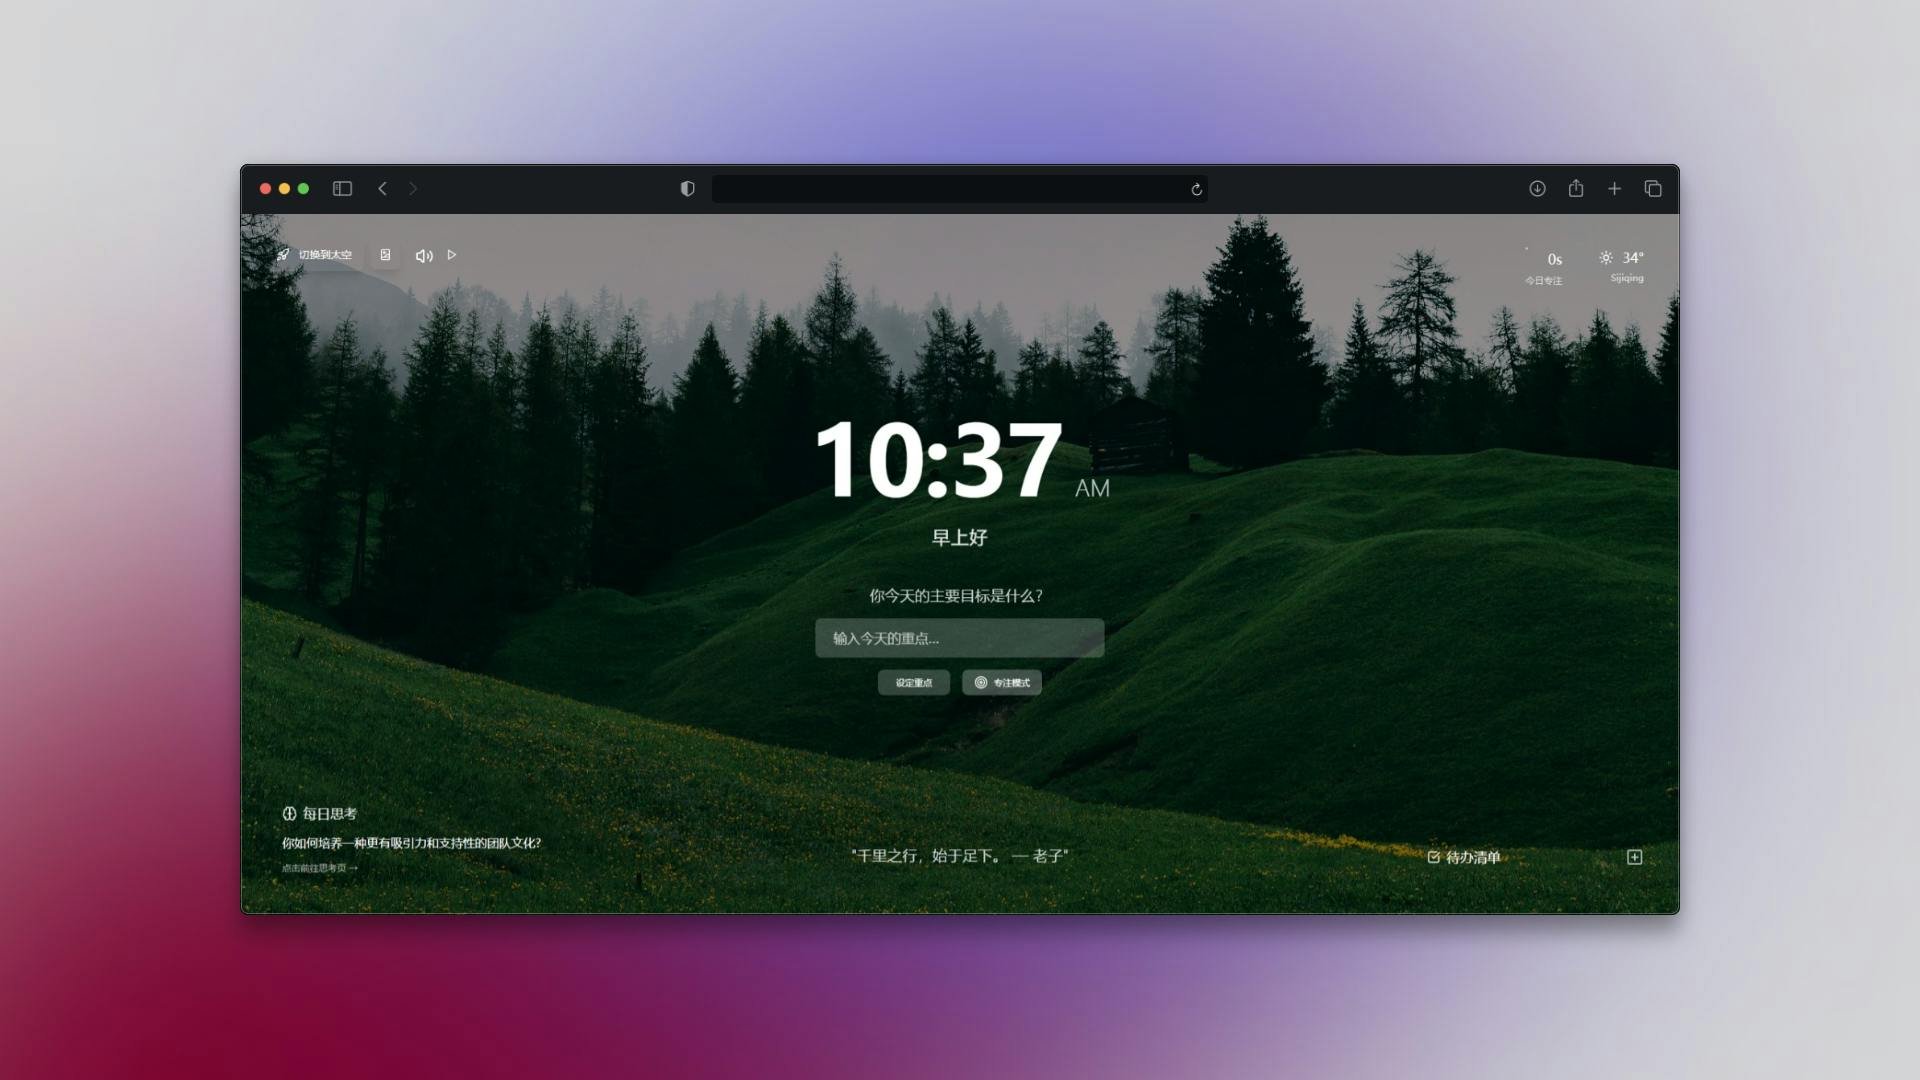 切换到太空
0s
今日专注
34°
Sijiqing
10:37 AM
早上好
你今天的主要目标是什么?
输入今天的重点...
设定重点
专注模式
每日思考
你如何培养一种更有吸引力和支持性的团队文化?
点击前往思考页 →
"千里之行，始于足下。 — 老子"
待办清单